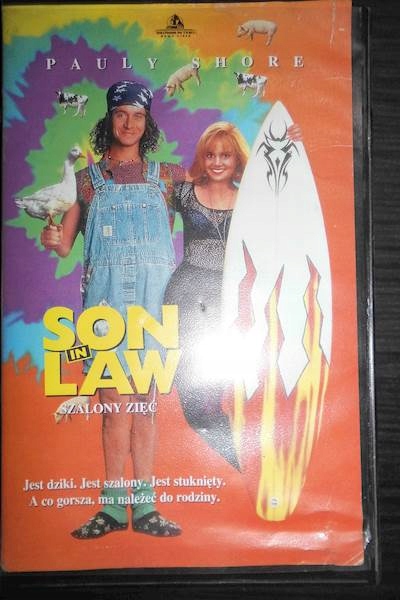 PAULY SHORE
SON
IN
LAW
SZALONY ZIĘĆ
Jest dziki. Jest szalony. Jest stuknięty.
A co gorsza, ma należeć do rodziny.